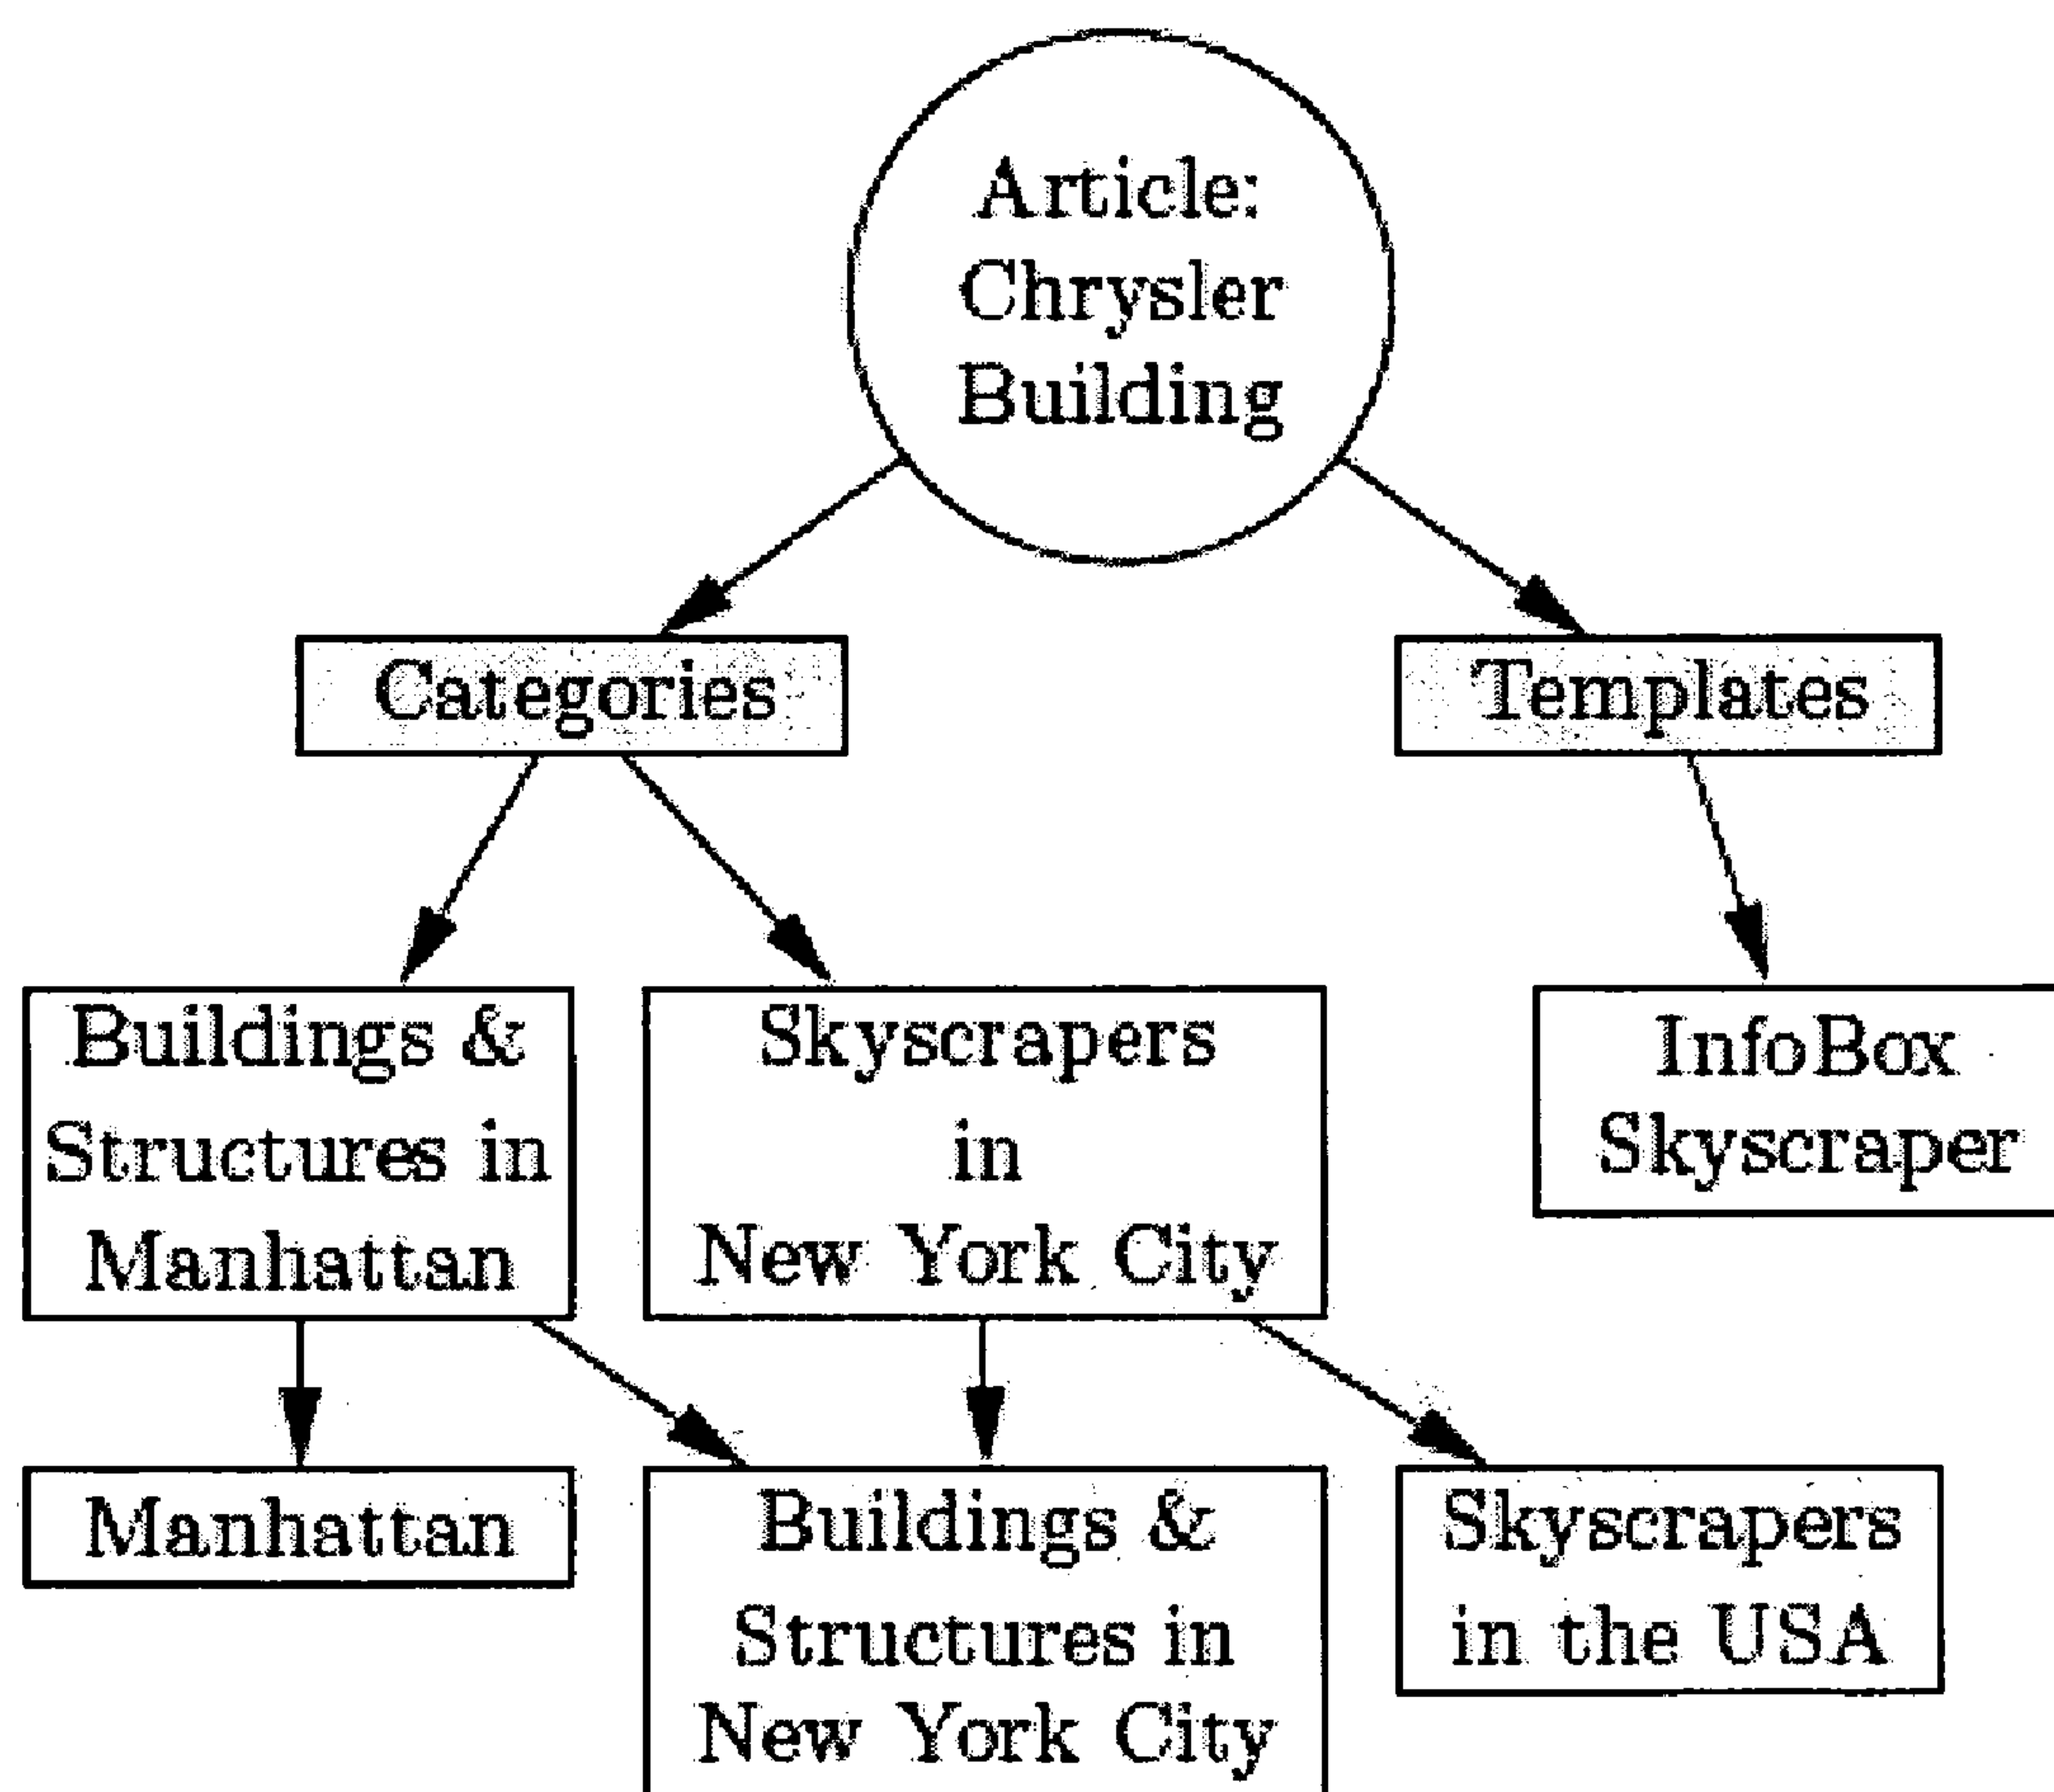 Article:
Chrysler
Building
Categories
Templates
Buildings &
Structures in
Manhattan
Skyscrapers
in
New York City
InfoBox
Skyscraper
Manhattan
Buildings &
Structures in
New York City
Skyscrapers
in the USA